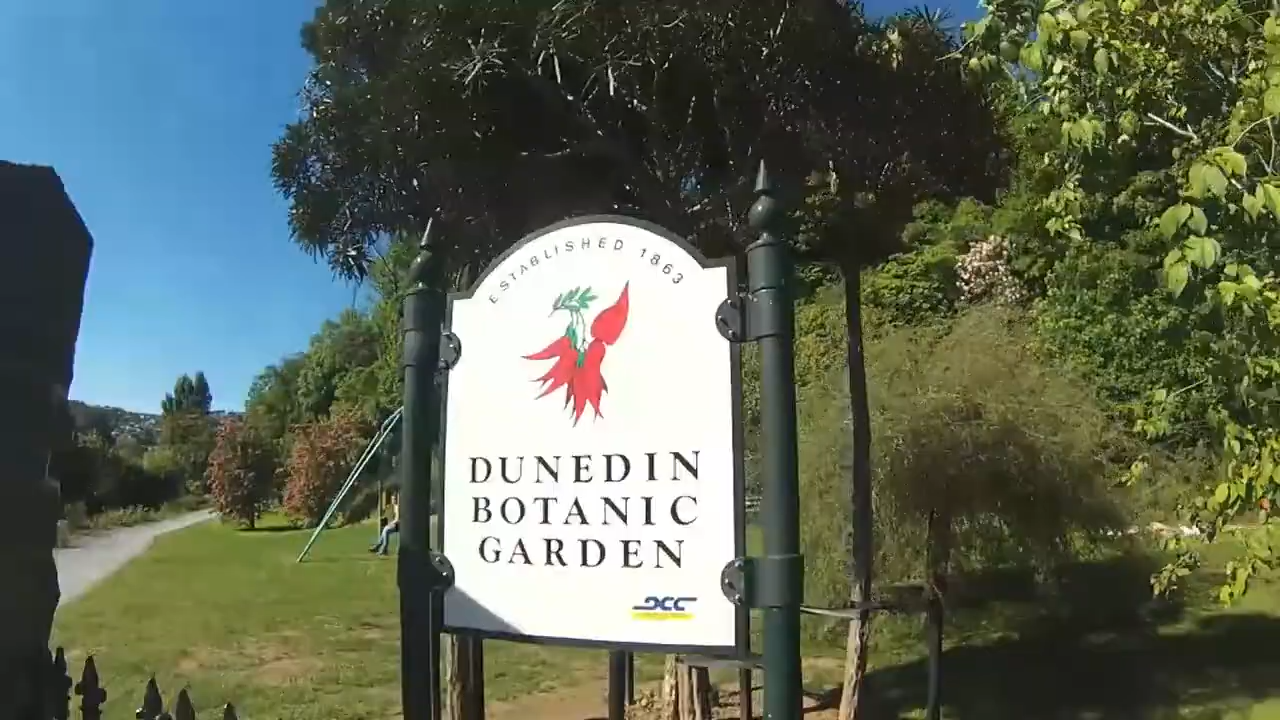 ESTABLISHED 1863
DUNEDIN
BOTANIC
GARDEN
DCC